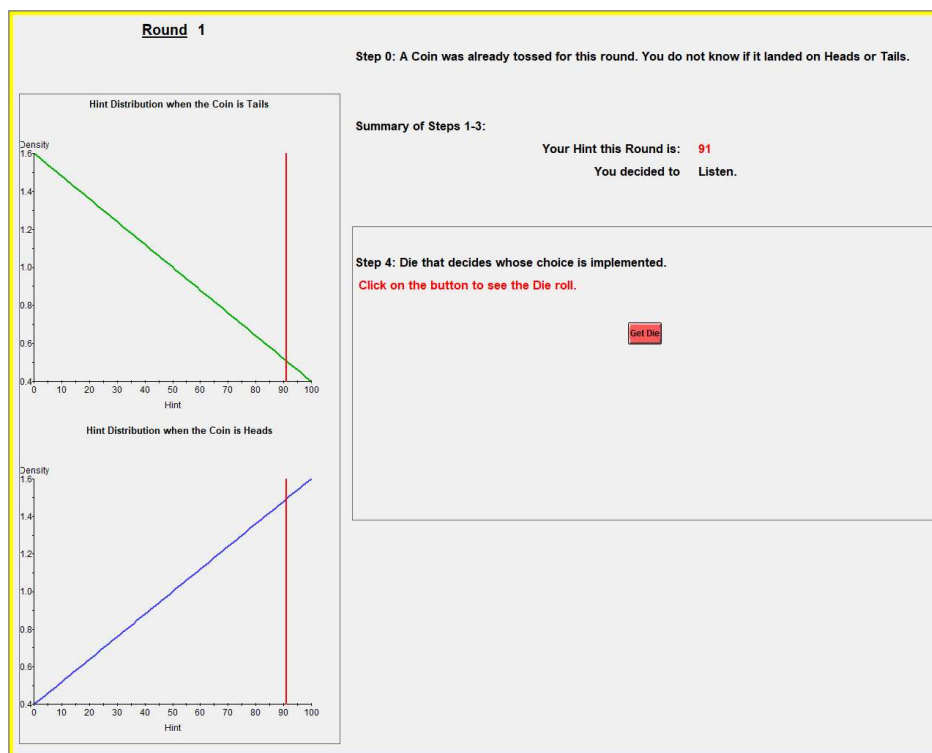 Round 1
Step 0: A Coin was already tossed for this round. You do not know if it landed on Heads or Tails.
Hint Distribution when the Coin is Tails
Density
1.6
1.4
1.2
1.0
0.8
0.6
0.4
0 10 20 30 40 50 60 70 80 90 100
Hint
Hint Distribution when the Coin is Heads
Density
1.6
1.4
1.2
1.0
0.8
0.6
0.4
0 10 20 30 40 50 60 70 80 90 100
Hint
Summary of Steps 1-3:
Your Hint this Round is: 91
You decided to Listen.
Step 4: Die that decides whose choice is implemented.
Click on the button to see the Die roll.
Get Die